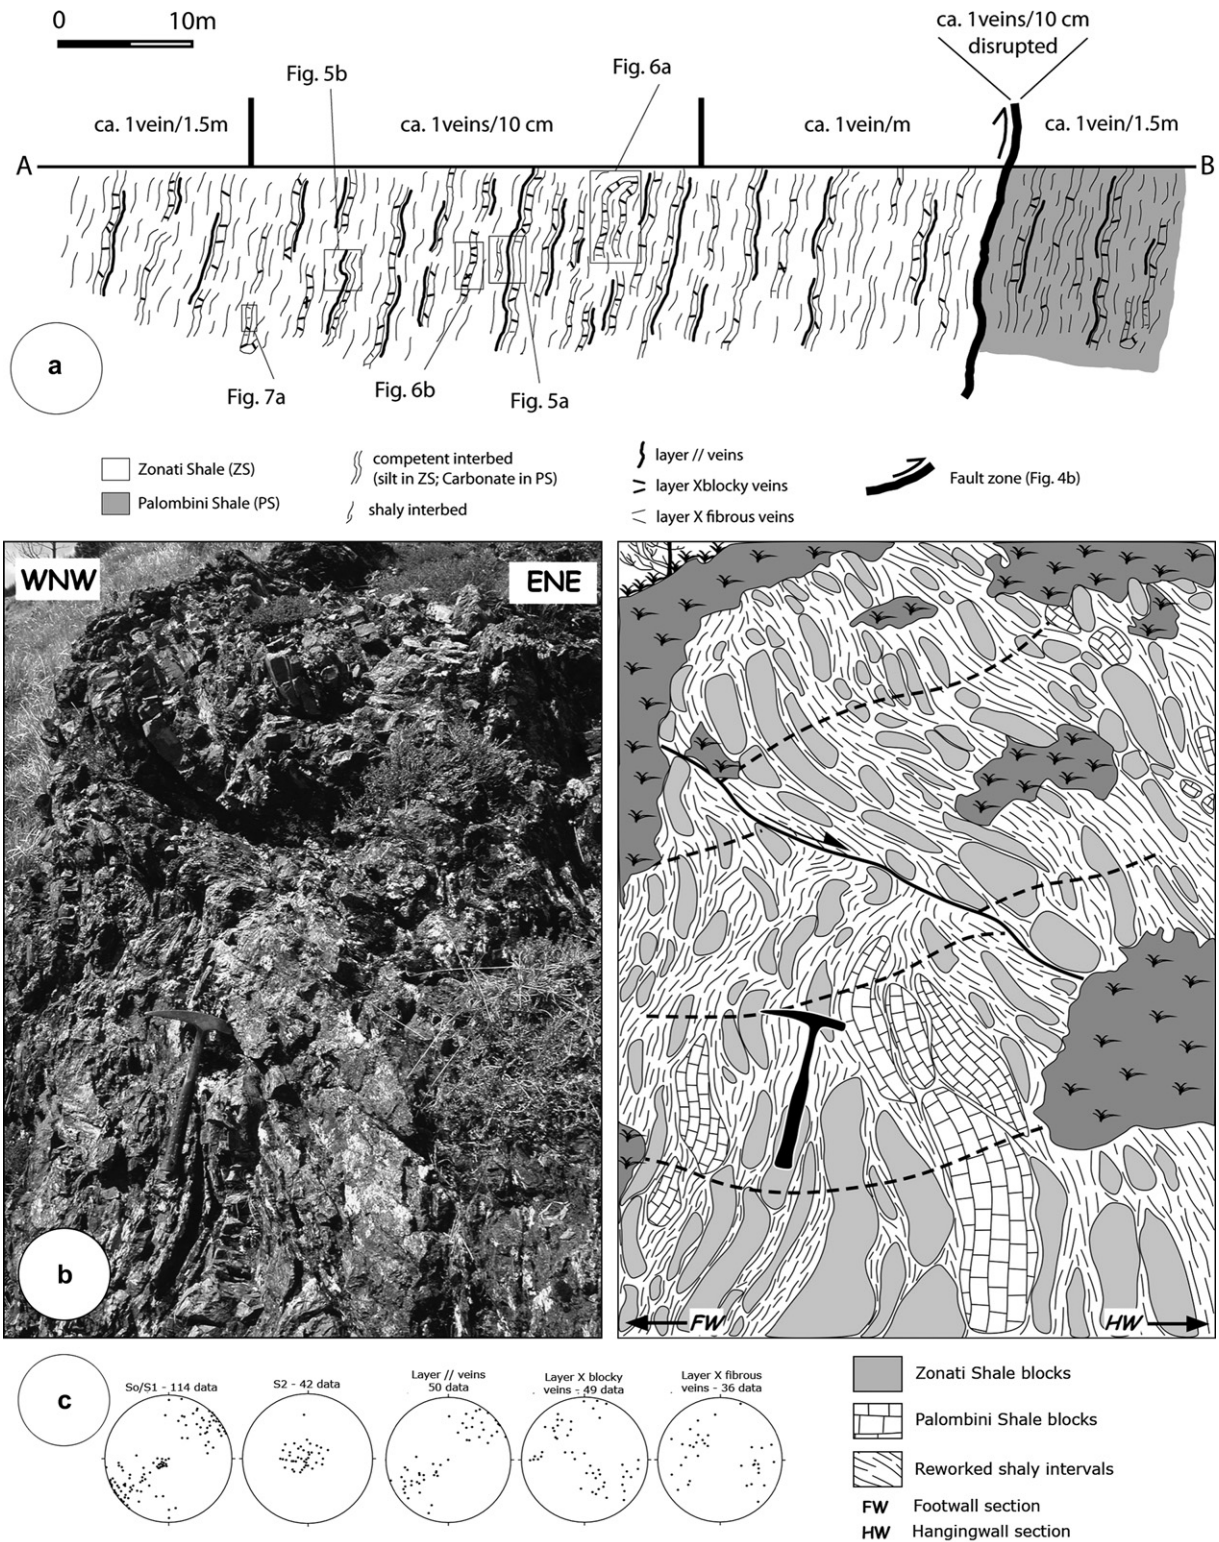 0 10m
ca. 1veins/10 cm
disrupted
Fig. 5b
Fig. 6a
ca. 1vein/1.5m
ca. 1veins/10 cm
ca. 1vein/m
ca. 1vein/1.5m
A
B
a
Fig. 7a
Fig. 6b
Fig. 5a
Zonati Shale (ZS)
Palombini Shale (PS)
competent interbed
(silt in ZS; Carbonate in PS)
shaly interbed
layer // veins
layer Xblocky veins
layer X fibrous veins
Fault zone (Fig. 4b)
WNW
ENE
b
FW
HW
c
So/S1 - 114 data
S2 - 42 data
Layer // veins
50 data
Layer X blocky
veins - 49 data
Layer X fibrous
veins - 36 data
Zonati Shale blocks
Palombini Shale blocks
Reworked shaly intervals
FW Footwall section
HW Hangingwall section